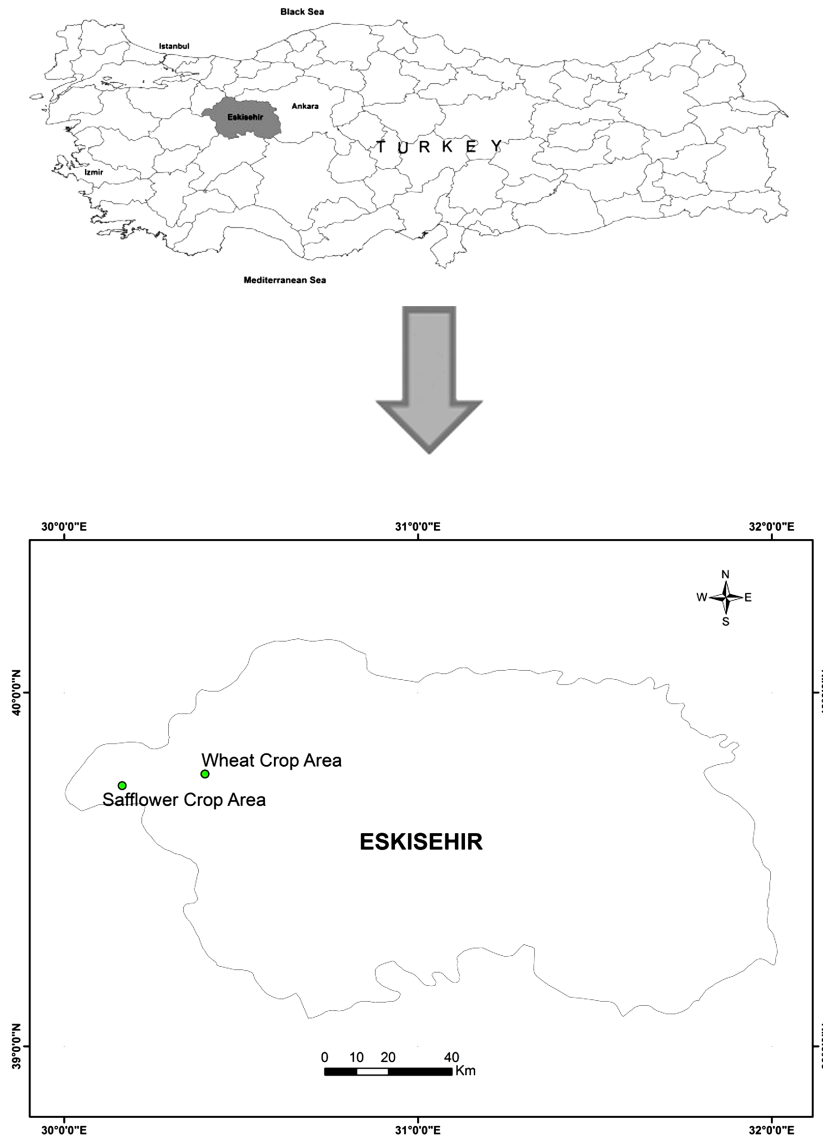 Black Sea
Istanbul
Ankara
Eskisehir
TURKEY
Izmir
Mediterranean Sea
30°0'0"E 31°0'0"E 32°0'0"E
N
W E
S
40°0'0"N
Wheat Crop Area
Safflower Crop Area
ESKISEHIR
39°0'0"N
0 10 20 40
Km
30°0'0"E 31°0'0"E 32°0'0"E